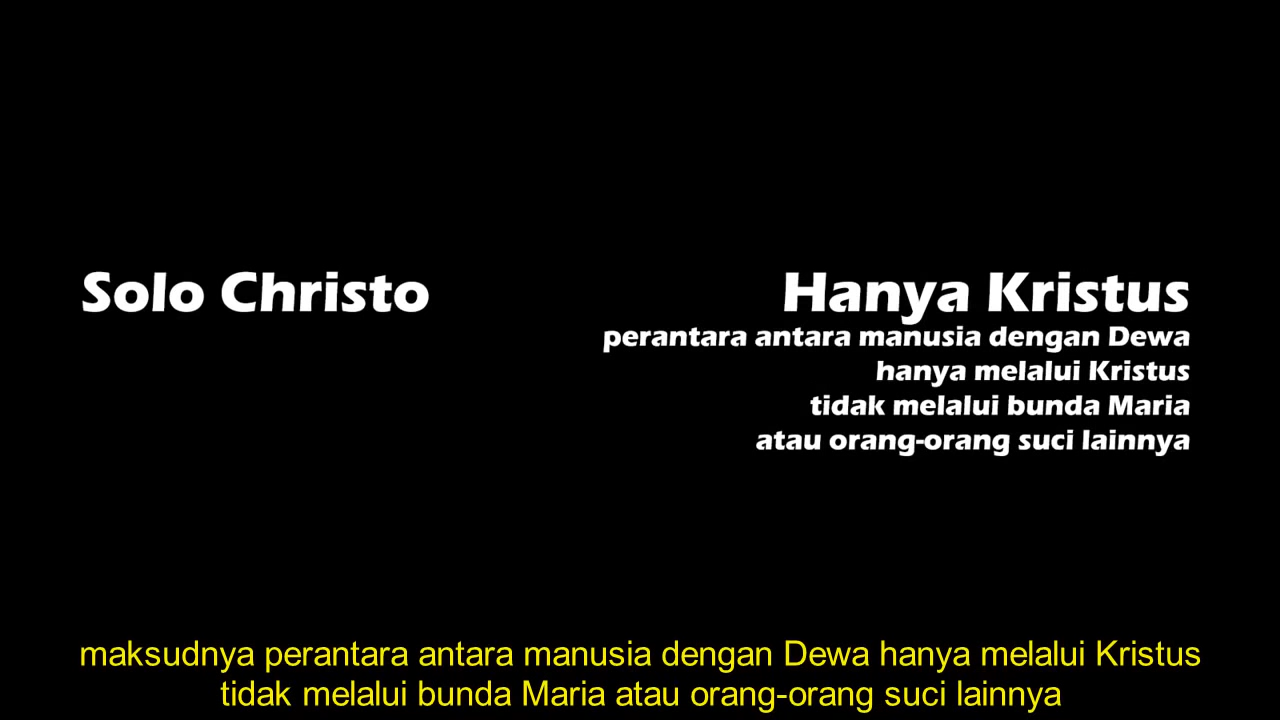 Solo Christo
Hanya Kristus
perantara antara manusia dengan Dewa
hanya melalui Kristus
tidak melalui bunda Maria
atau orang-orang suci lainnya
maksudnya perantara antara manusia dengan Dewa hanya melalui Kristus
tidak melalui bunda Maria atau orang-orang suci lainnya